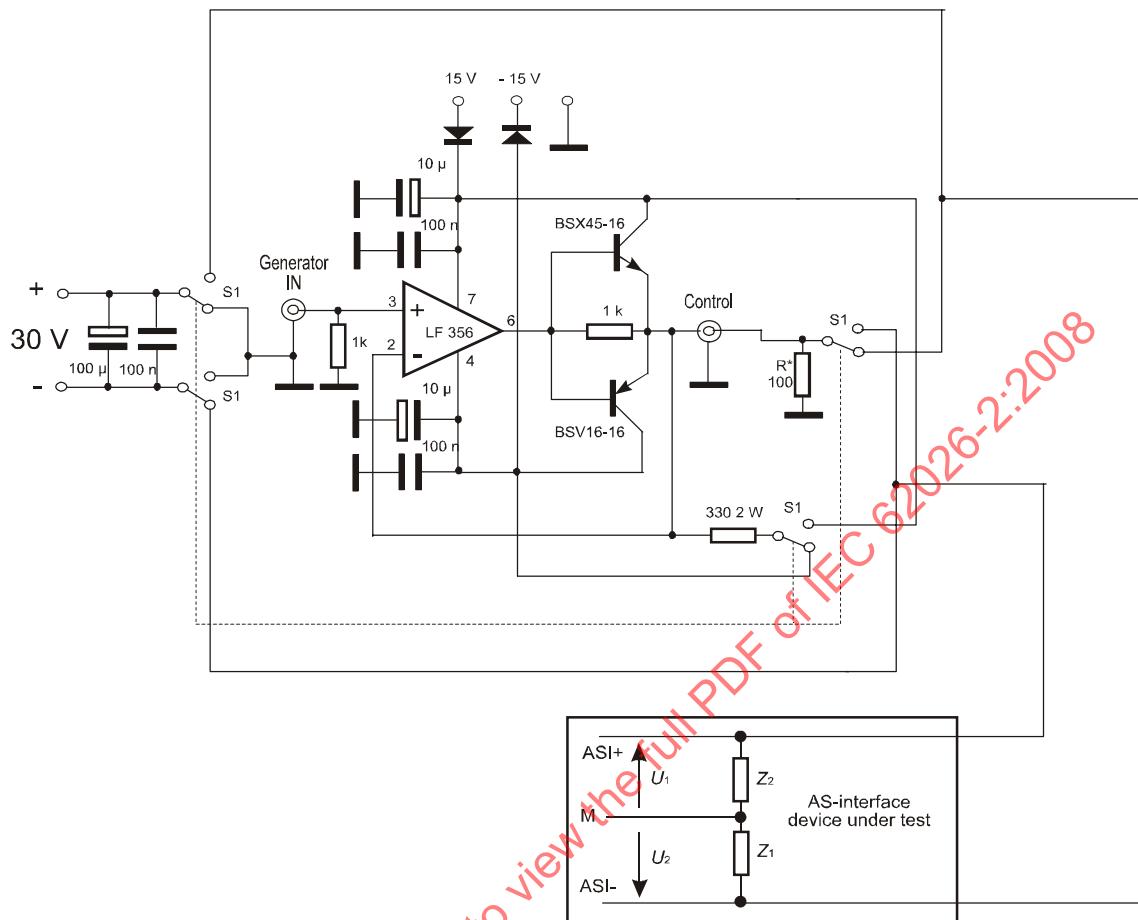 15 V
- 15 V
10 µ
100 n
BSX45-16
Generator
IN
S1
+
30 V
-
100 µ
100 n
S1
3
+
7
LF 356
6
2
-
4
1k
1 k
Control
S1
R*
100
10 µ
100 n
BSV16-16
330 2 W
S1
ASI+
U1
Z2
M
AS-interface
device under test
U2
Z1
ASI-
to view the full PDF of IEC 62026-2:2008